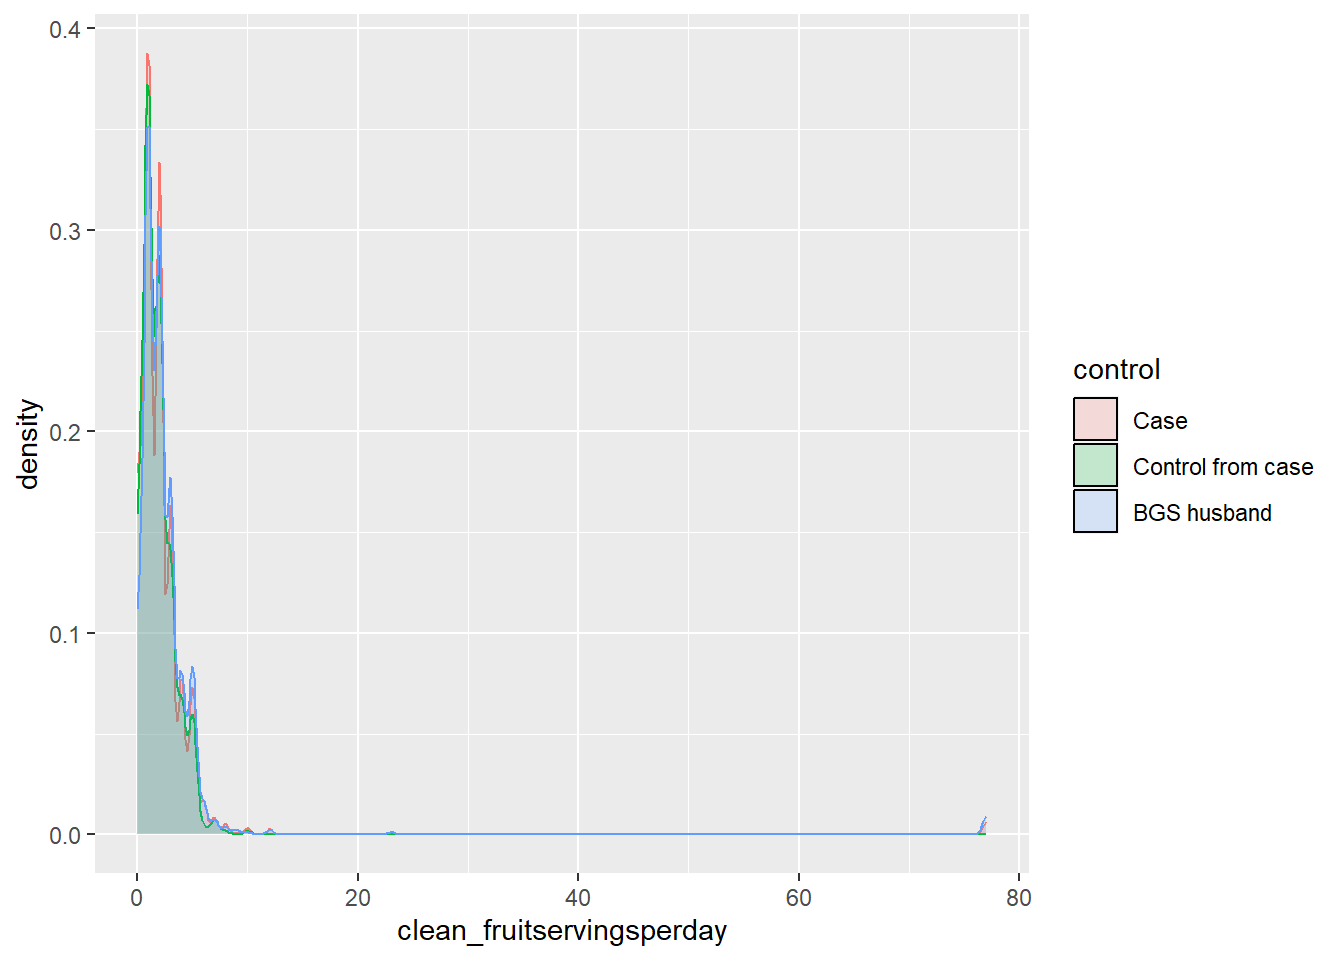 0.4
0.3
0.2
0.1
0.0
density
0
20
40
60
80
clean_fruitservingsperday
control
Case
Control from case
BGS husband